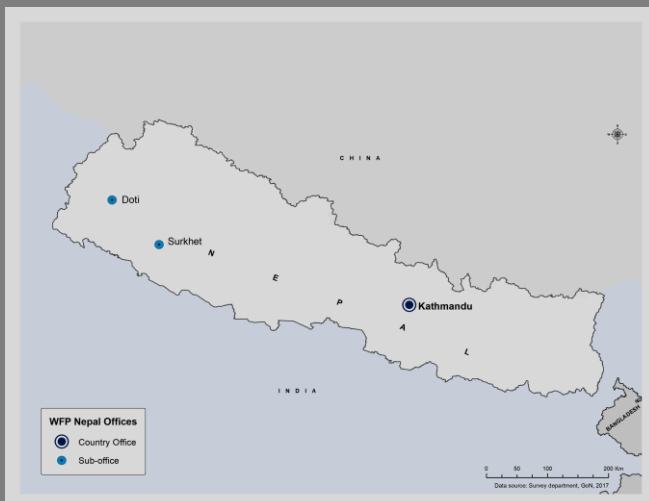 CHINA
Doti
Surkhet
NEPAL
Kathmandu
INDIA
BANGLADESH
WFP Nepal Offices
Country Office
Sub-office
0 50 100 200 Km
Data source: Survey department, GoN, 2017